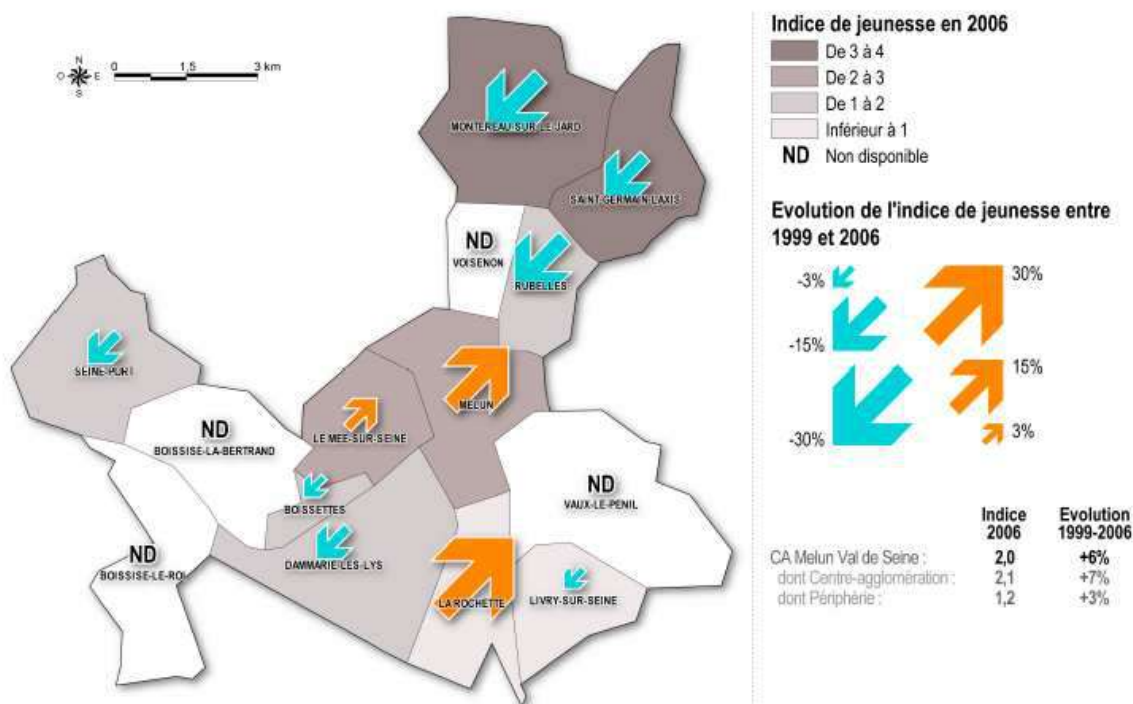 Indice de jeunesse en 2006
De 3 à 4
De 2 à 3
De 1 à 2
Inférieur à 1
ND Non disponible
Evolution de l'indice de jeunesse entre
1999 et 2006
-3%
-15%
-30%
30%
15%
3%
Indice
2006
Evolution
1999-2006
CA Melun Val de Seine : 2,0 +6%
dont Centre-agglomération : 2,1 +7%
dont Périphérie : 1,2 +3%
N
O E
S
0 1,5 3 km
MONTEREAU-SUR-LE-JARD
SAINT-GERMAIN-LAXIS
ND
VOISENON
RUBELLES
SEINE-PORT
MELUN
LE MEE-SUR-SEINE
ND
BOISSISE-LA-BERTRAND
BOISSETTES
ND
VAUX-LE-PENIL
ND
BOISSISE-LE-ROI
DAMMARIE-LES-LYS
LA ROCHETTE
LIVRY-SUR-SEINE